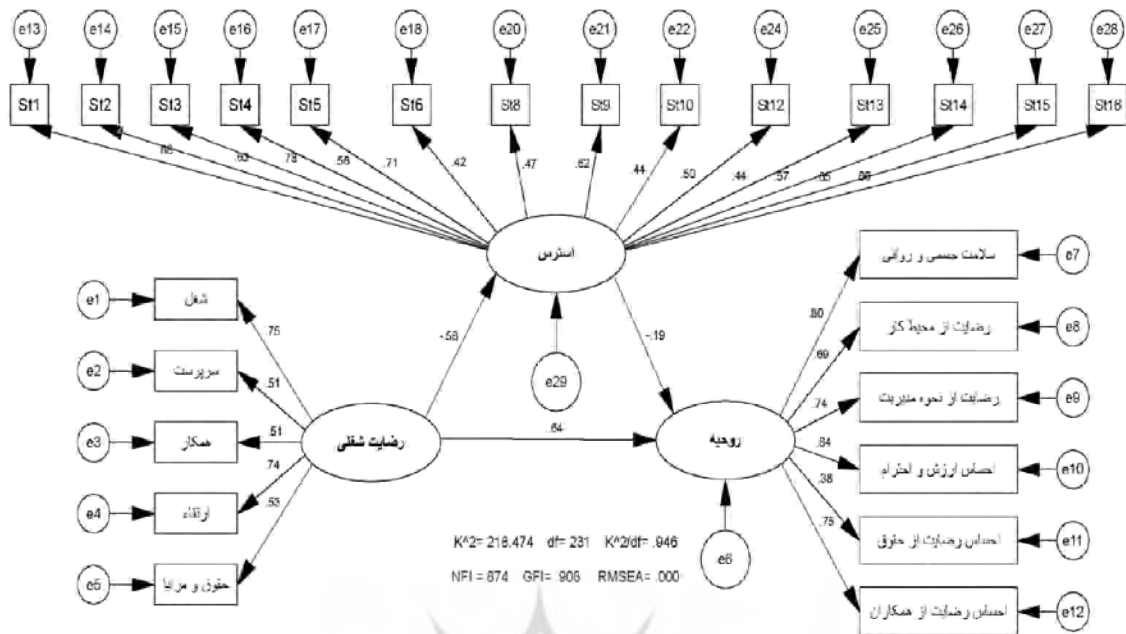 e13 e14 e15 e16 e17 e18 e20 e21 e22 e24 e25 e26 e27 e28
St1 St2 St3 St4 St5 St6 St8 St9 St10 St12 St13 St14 St15 St16
.78 .56 .71 .42 .47 .62 .44 .50 .44 .57
استرس
سلامت جسمی و روانی
e7
e1
شغل
.75
-.58
-.19
.80
رضایت از محیط کار
e8
.69
e2
سرپرست
.51
e29
رضایت از نحوه مدیریت
e9
.74
e3
همکار
.51
رضایت شغلی
.64
روحیه
.64
احساس ارزش و احترام
e10
.74
.38
e4
ارتقاء
.53
احساس رضایت از حقوق
e11
.75
K^2= 218.474 df= 231 K^2/df= .946
e6
e5
حقوق و مزایا
NFI= .874 GFI= .906 RMSEA= .000
احساس رضایت از همکاران
e12